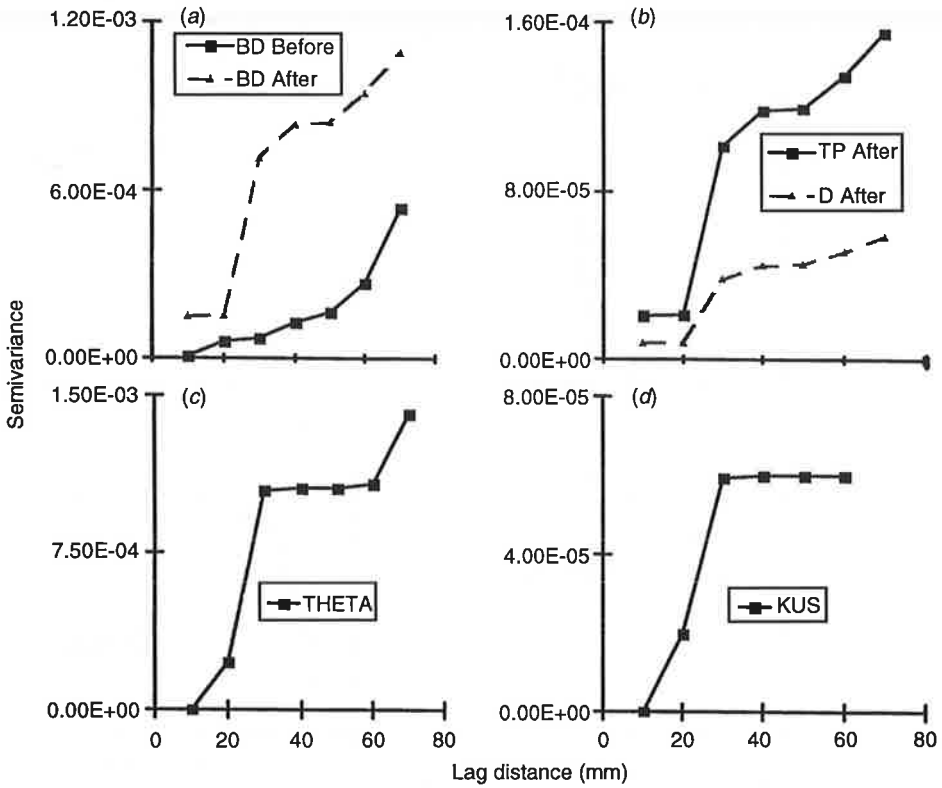 1.20E-03
(a)
BD Before
BD After
6.00E-04
0.00E+00
1.60E-04
(b)
TP After
D After
8.00E-05
0.00E+00
Semivariance
1.50E-03
(c)
7.50E-04
THETA
0.00E+00
0 20 40 60 80
8.00E-05
(d)
4.00E-05
KUS
0.00E+00
0 20 40 60 80
Lag distance (mm)